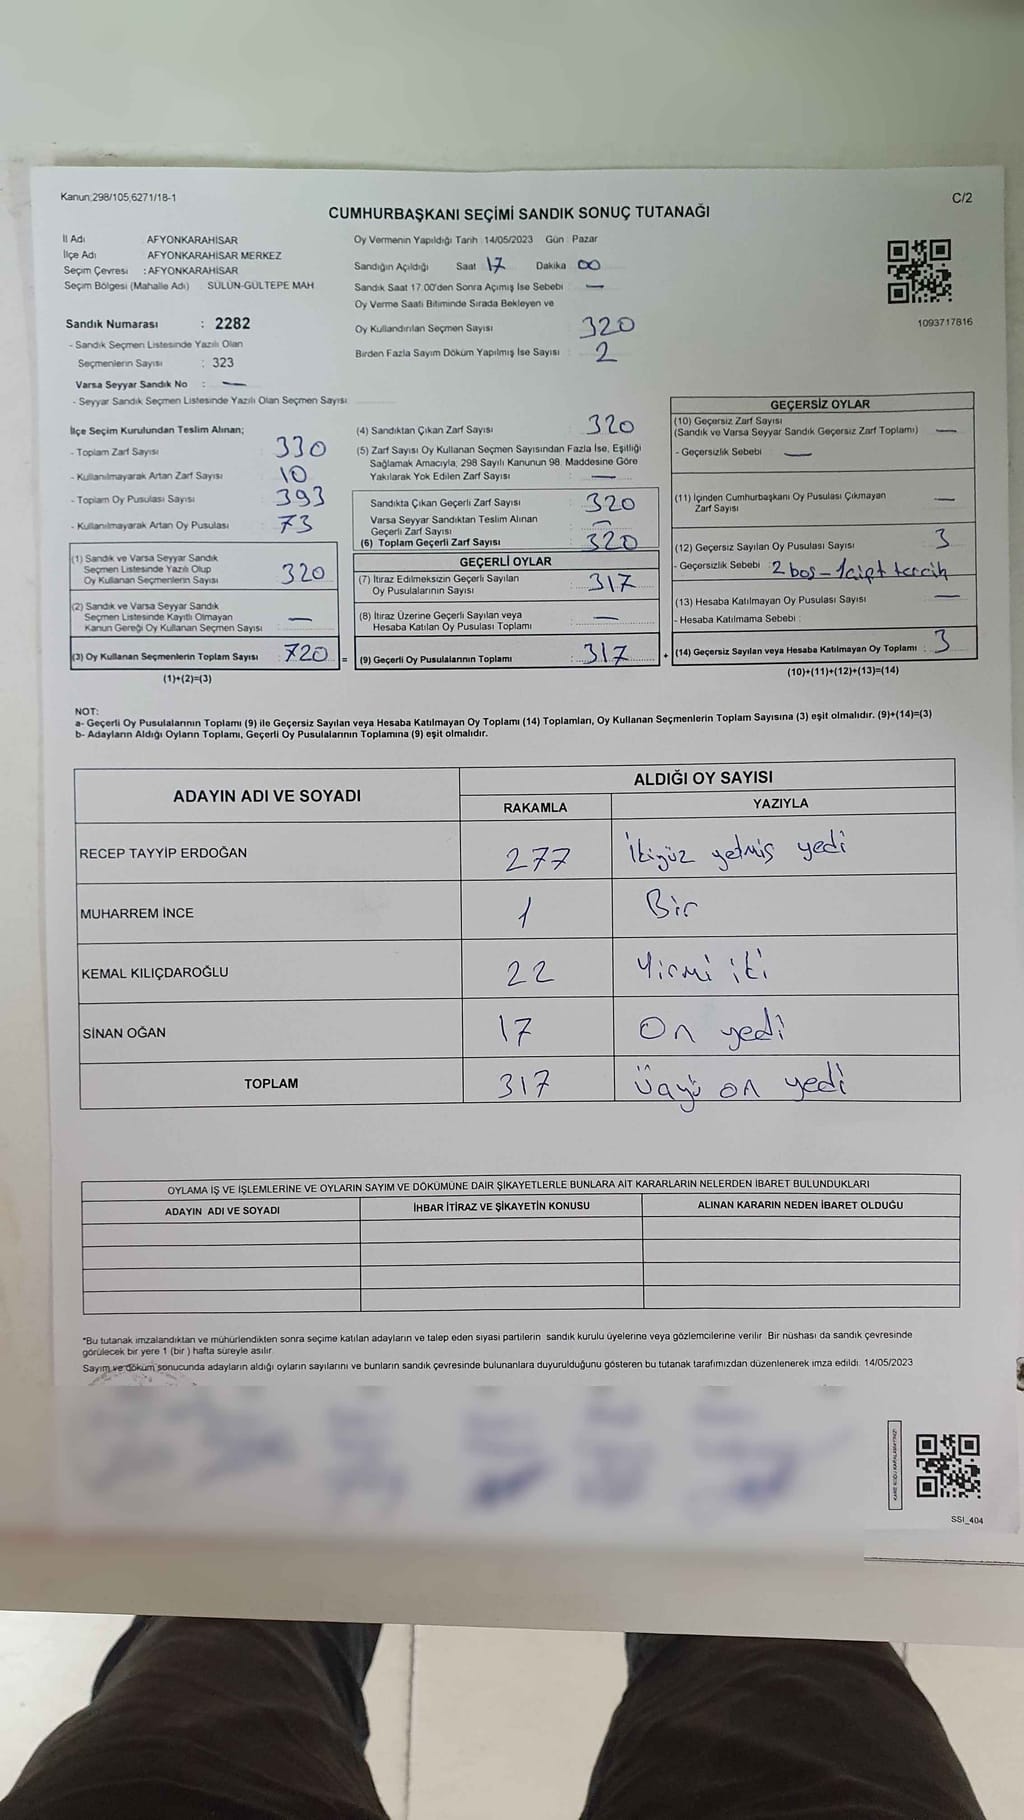 Kanun;298/105,6271/18-1
C/2
CUMHURBAŞKANI SEÇİMİ SANDIK SONUÇ TUTANAĞI
İl Adı AFYONKARAHİSAR
İlçe Adı AFYONKARAHİSAR MERKEZ
Seçim Çevresi : AFYONKARAHİSAR
Seçim Bölgesi (Mahalle Adı) SÜLÜN-GÜLTEPE MAH
Sandık Numarası : 2282
- Sandık Seçmen Listesinde Yazılı Olan
Seçmenlerin Sayısı : 323
Varsa Seyyar Sandık No : —
- Seyyar Sandık Seçmen Listesinde Yazılı Olan Seçmen Sayısı
Oy Vermenin Yapıldığı Tarih 14/05/2023 Gün : Pazar
Sandığın Açıldığı Saat 17 Dakika 00
Sandık Saat 17.00'den Sonra Açılmış İse Sebebi : —
Oy Verme Saati Bitiminde Sırada Bekleyen ve
Oy Kullandırılan Seçmen Sayısı 320
Birden Fazla Sayım Döküm Yapılmış İse Sayısı : 2
1093717816
İlçe Seçim Kurulundan Teslim Alınan;
- Toplam Zarf Sayısı : 330
- Kullanılmayarak Artan Zarf Sayısı : 10
- Toplam Oy Pusulası Sayısı : 393
- Kullanılmayarak Artan Oy Pusulası : 73
(1) Sandık ve Varsa Seyyar Sandık
Seçmen Listesinde Yazılı Olup
Oy Kullanan Seçmenlerin Sayısı : 320
(2) Sandık ve Varsa Seyyar Sandık
Seçmen Listesinde Kayıtlı Olmayan
Kanun Gereği Oy Kullanan Seçmen Sayısı : —
(3) Oy Kullanan Seçmenlerin Toplam Sayısı : 720 =
(1)+(2)=(3)
(4) Sandıktan Çıkan Zarf Sayısı : 320
(5) Zarf Sayısı Oy Kullanan Seçmen Sayısından Fazla İse, Eşitliği
Sağlamak Amacıyla, 298 Sayılı Kanunun 98. Maddesine Göre
Yakılarak Yok Edilen Zarf Sayısı : —
Sandıkta Çıkan Geçerli Zarf Sayısı : 320
Varsa Seyyar Sandıktan Teslim Alınan
Geçerli Zarf Sayısı : —
(6) Toplam Geçerli Zarf Sayısı : 320
GEÇERLİ OYLAR
(7) İtiraz Edilmeksizin Geçerli Sayılan
Oy Pusulalarının Sayısı : 317
(8) İtiraz Üzerine Geçerli Sayılan veya
Hesaba Katılan Oy Pusulası Toplamı : —
(9) Geçerli Oy Pusulalarının Toplamı : 317 +
GEÇERSİZ OYLAR
(10) Geçersiz Zarf Sayısı
(Sandık ve Varsa Seyyar Sandık Geçersiz Zarf Toplamı) : —
- Geçersizlik Sebebi : —
(11) İçinden Cumhurbaşkanı Oy Pusulası Çıkmayan
Zarf Sayısı : —
(12) Geçersiz Sayılan Oy Pusulası Sayısı : 3
- Geçersizlik Sebebi : 2 boş - 1 tercih
(13) Hesaba Katılmayan Oy Pusulası Sayısı : —
- Hesaba Katılmama Sebebi :
(14) Geçersiz Sayılan veya Hesaba Katılmayan Oy Toplamı : 3
(10)+(11)+(12)+(13)=(14)
NOT:
a- Geçerli Oy Pusulalarının Toplamı (9) ile Geçersiz Sayılan veya Hesaba Katılmayan Oy Toplamı (14) Toplamları, Oy Kullanan Seçmenlerin Toplam Sayısına (3) eşit olmalıdır. (9)+(14)=(3)
b- Adayların Aldığı Oyların Toplamı, Geçerli Oy Pusulalarının Toplamına (9) eşit olmalıdır.
ADAYIN ADI VE SOYADI ALDIĞI OY SAYISI
RAKAMLA YAZIYLA
RECEP TAYYİP ERDOĞAN 277 İkiyüz yetmiş yedi
MUHARREM İNCE 1 Bir
KEMAL KILIÇDAROĞLU 22 Yirmi iki
SİNAN OĞAN 17 On yedi
TOPLAM 317 Üçyü on yedi
OYLAMA İŞ VE İŞLEMLERİNE VE OYLARIN SAYIM VE DÖKÜMÜNE DAİR ŞİKAYETLERLE BUNLARA AİT KARARLARIN NELERDEN İBARET BULUNDUKLARI
ADAYIN ADI VE SOYADI İHBAR İTİRAZ VE ŞİKAYETİN KONUSU ALINAN KARARIN NEDEN İBARET OLDUĞU
*Bu tutanak imzalandıktan ve mühürlendikten sonra seçime katılan adayların ve talep eden siyasi partilerin sandık kurulu üyelerine veya gözlemcilerine verilir. Bir nüshası da sandık çevresinde
görülecek bir yere 1 (bir) hafta süreyle asılır.
Sayım ve döküm sonucunda adayların aldığı oyların sayılarını ve bunların sandık çevresinde bulunanlara duyurulduğunu gösteren bu tutanak tarafımızdan düzenlenerek imza edildi. 14/05/2023
SSI_404